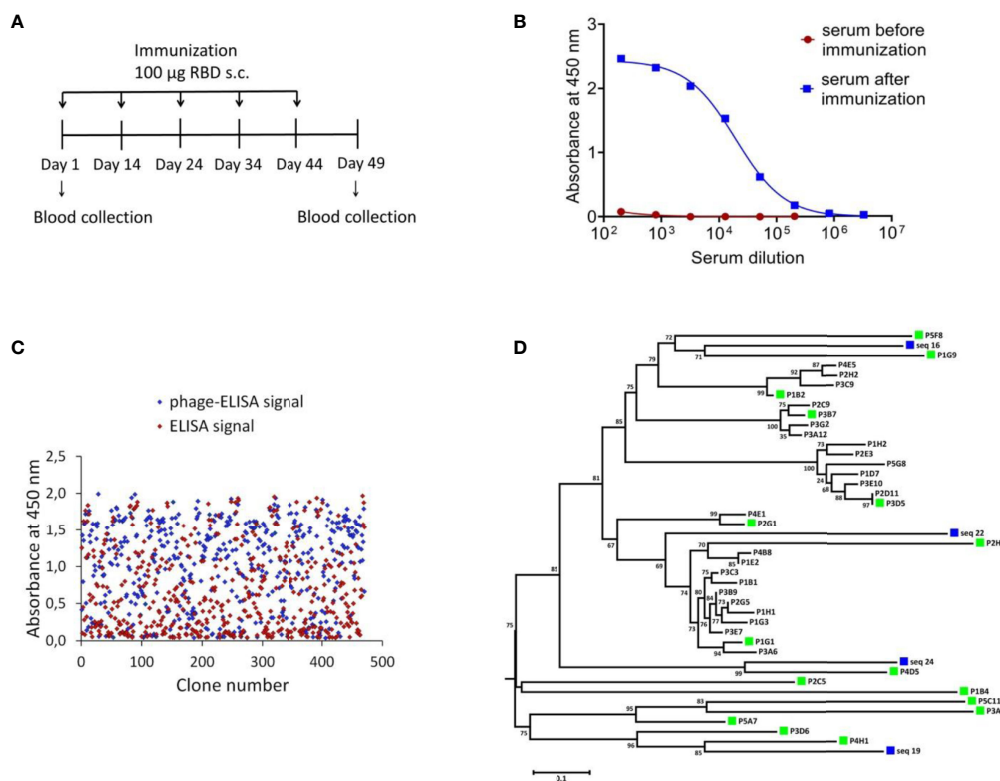 A
Immunization
100 µg RBD s.c.
Day 1 Day 14 Day 24 Day 34 Day 44 Day 49
Blood collection Blood collection
B
Absorbance at 450 nm
3
2
1
0
10² 10³ 10⁴ 10⁵ 10⁶ 10⁷
Serum dilution
serum before
immunization
serum after
immunization
C
phage-ELISA signal
ELISA signal
Absorbance at 450 nm
2,5
2,0
1,5
1,0
0,5
0,0
0 100 200 300 400 500
Clone number
D
P5F8
72
seq 16
71
P1G9
79
P4E5
87
P2H2
92
P3C9
99
P1B2
75
P2C9
75
P3B7
100
P3G2
35
P3A12
85
P1H2
73
P2E3
100
P5G8
24
P1D7
68
P3E10
88
P2D11
97
P3D5
81
P4E1
99
P2G1
67
seq 22
69
P2H
70
P4B8
85
P1E2
74
P3C3
75
P1B1
80
P3B9
84
P2G5
73
P1H1
77
P1G3
76
P3E7
73
P1G1
94
P3A6
85
seq 24
99
P4D5
75
P2C5
P1B4
P5C11
83
P3A
95
P5A7
75
P3D6
96
P4H1
85
seq 19
0.1